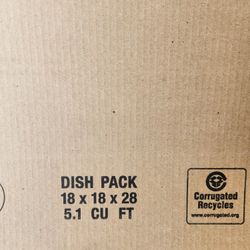 DISH PACK
18 x 18 x 28
5.1 CU FT
Corrugated
Recycles
www.corrugated.org